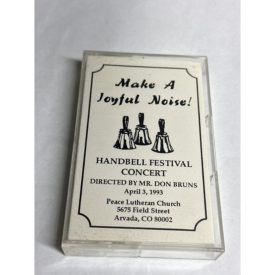 Make A
Joyful Noise!
HANDBELL FESTIVAL
CONCERT
DIRECTED BY MR. DON BRUNS
April 3, 1993
Peace Lutheran Church
5675 Field Street
Arvada, CO 80002